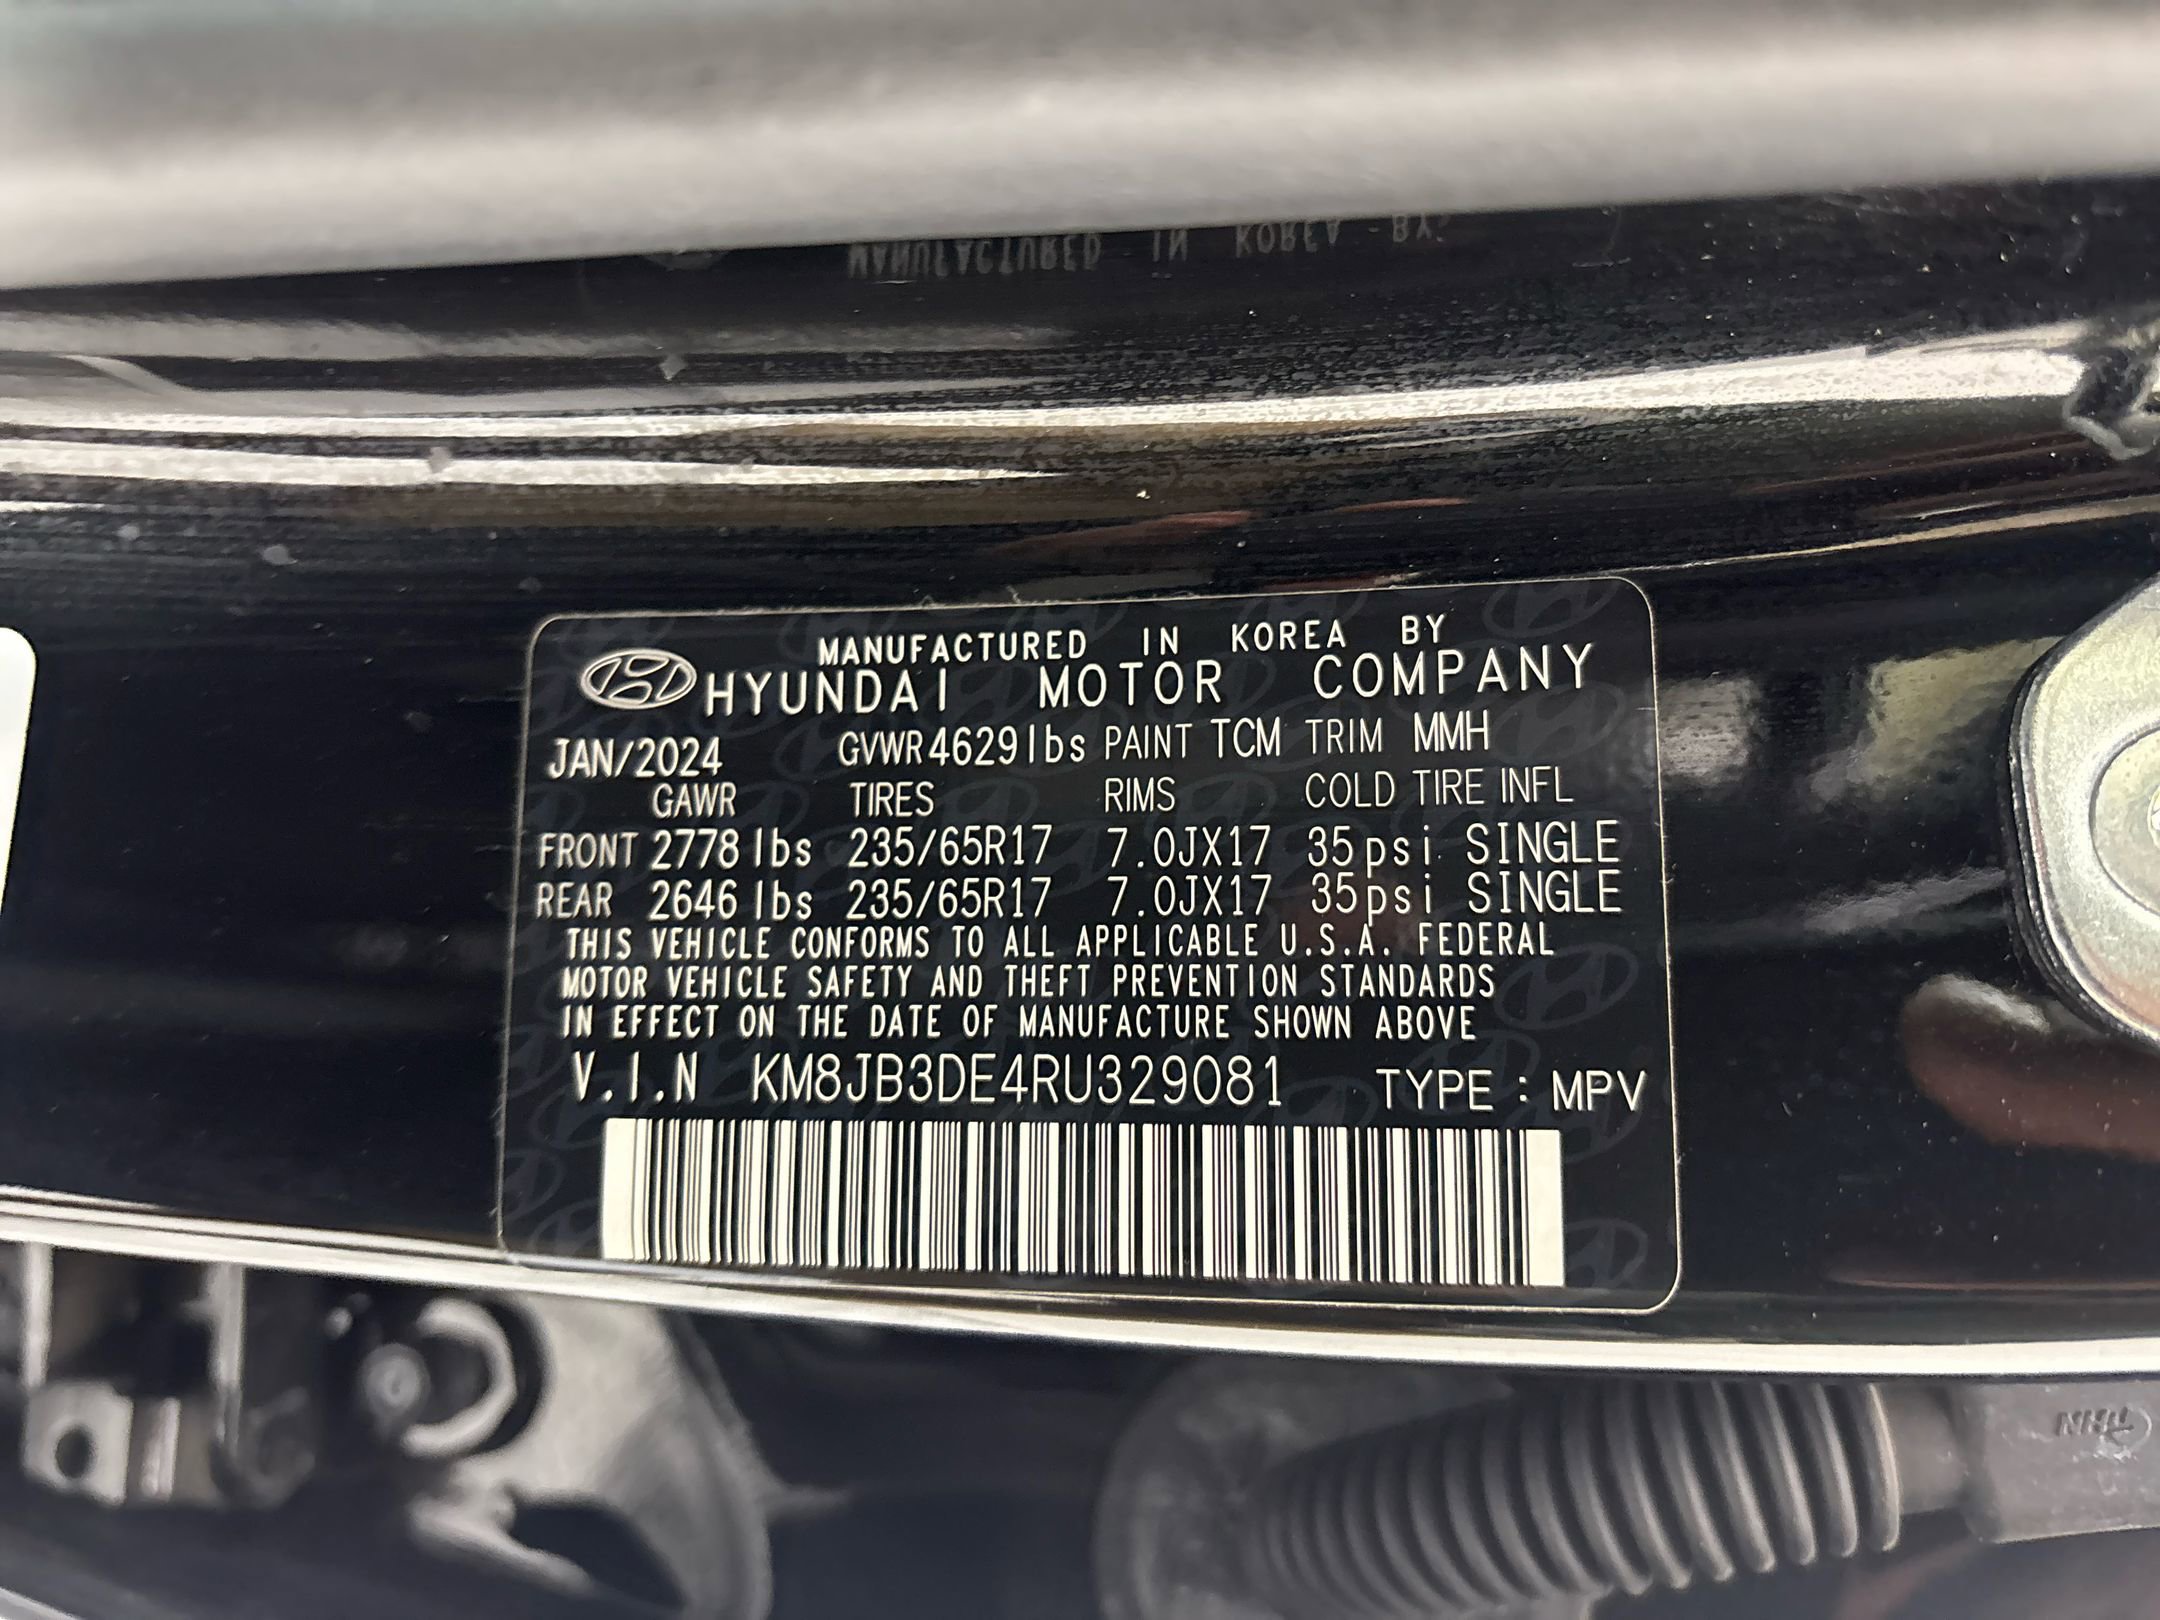 MANUFACTURED IN KOREA BY
HYUNDAI MOTOR COMPANY
JAN/2024 GVWR 4629 lbs PAINT TCM TRIM MMH
GAWR TIRES RIMS COLD TIRE INFL
FRONT 2778 lbs 235/65R17 7.0JX17 35psi SINGLE
REAR 2646 lbs 235/65R17 7.0JX17 35psi SINGLE
THIS VEHICLE CONFORMS TO ALL APPLICABLE U.S.A. FEDERAL
MOTOR VEHICLE SAFETY AND THEFT PREVENTION STANDARDS
IN EFFECT ON THE DATE OF MANUFACTURE SHOWN ABOVE
V.I.N KM8JB3DE4RU329081 TYPE : MPV